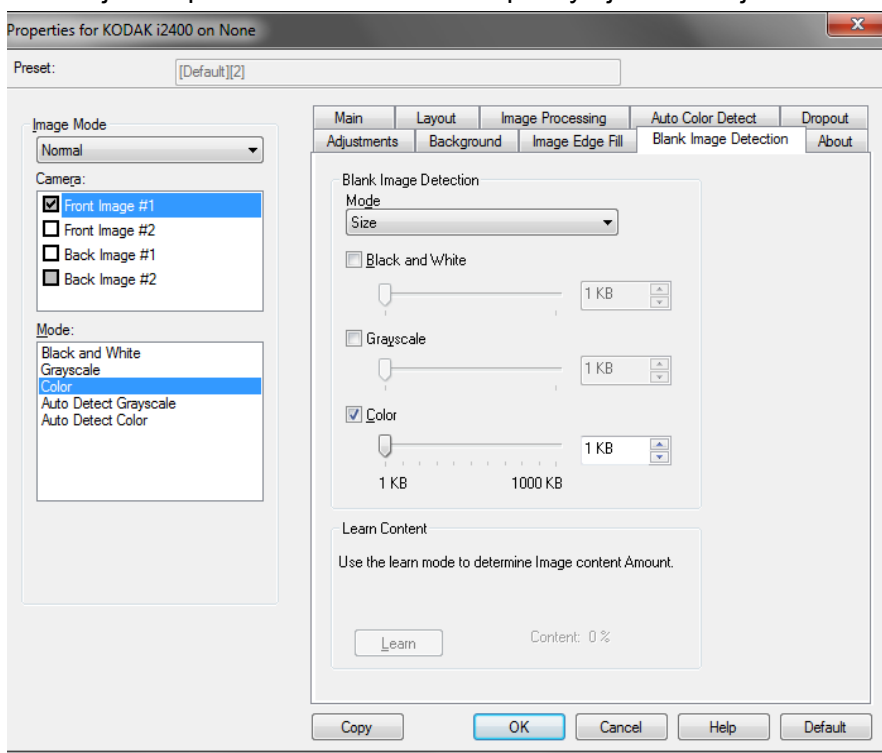 Properties for KODAK i2400 on None
Preset:
[Default][2]
Image Mode
Normal
Camera:
Front Image #1
Front Image #2
Back Image #1
Back Image #2
Mode:
Black and White
Grayscale
Color
Auto Detect Grayscale
Auto Detect Color
Main
Layout
Image Processing
Auto Color Detect
Dropout
Adjustments
Background
Image Edge Fill
Blank Image Detection
About
Blank Image Detection
Mode
Size
Black and White
1 KB
Grayscale
1 KB
Color
1 KB
1 KB
1000 KB
Learn Content
Use the learn mode to determine Image content Amount.
Learn
Content: 0 %
Copy
OK
Cancel
Help
Default